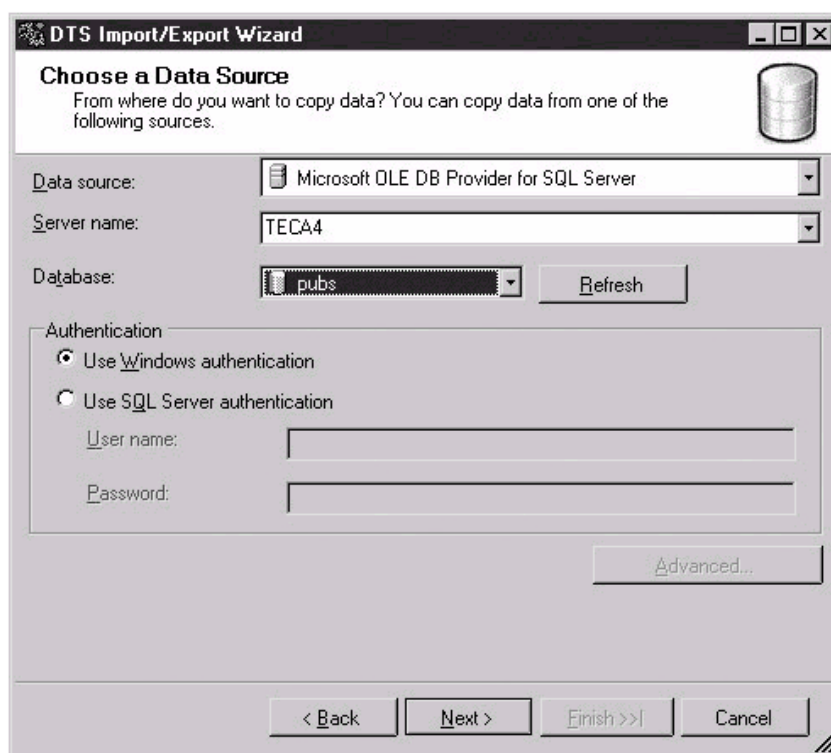 DTS Import/Export Wizard
Choose a Data Source
From where do you want to copy data? You can copy data from one of the
following sources.
Data source:
Microsoft OLE DB Provider for SQL Server
Server name:
TECA4
Database:
pubs
Refresh
Authentication
Use Windows authentication
Use SQL Server authentication
User name:
Password:
Advanced...
< Back
Next >
Finish >>|
Cancel